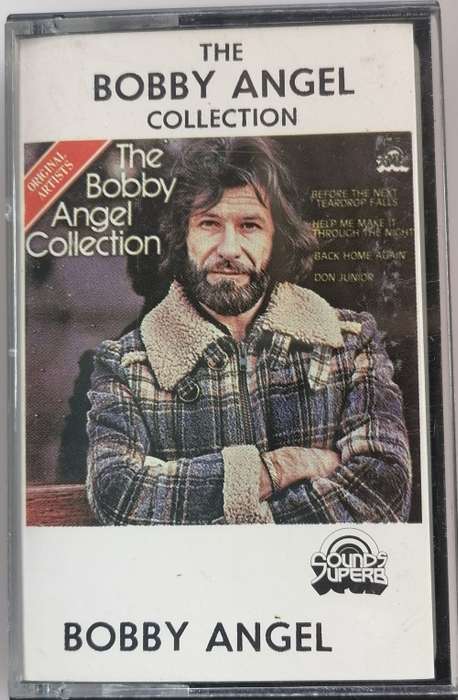 THE
BOBBY ANGEL
COLLECTION
ORIGINAL
ARTISTS
The
Bobby
Angel
Collection
BEFORE THE NEXT
TEARDROP FALLS
HELP ME MAKE IT
THROUGH THE NIGHT
BACK HOME AGAIN
DON JUNIOR
SOUNDS
SUPERB
BOBBY ANGEL